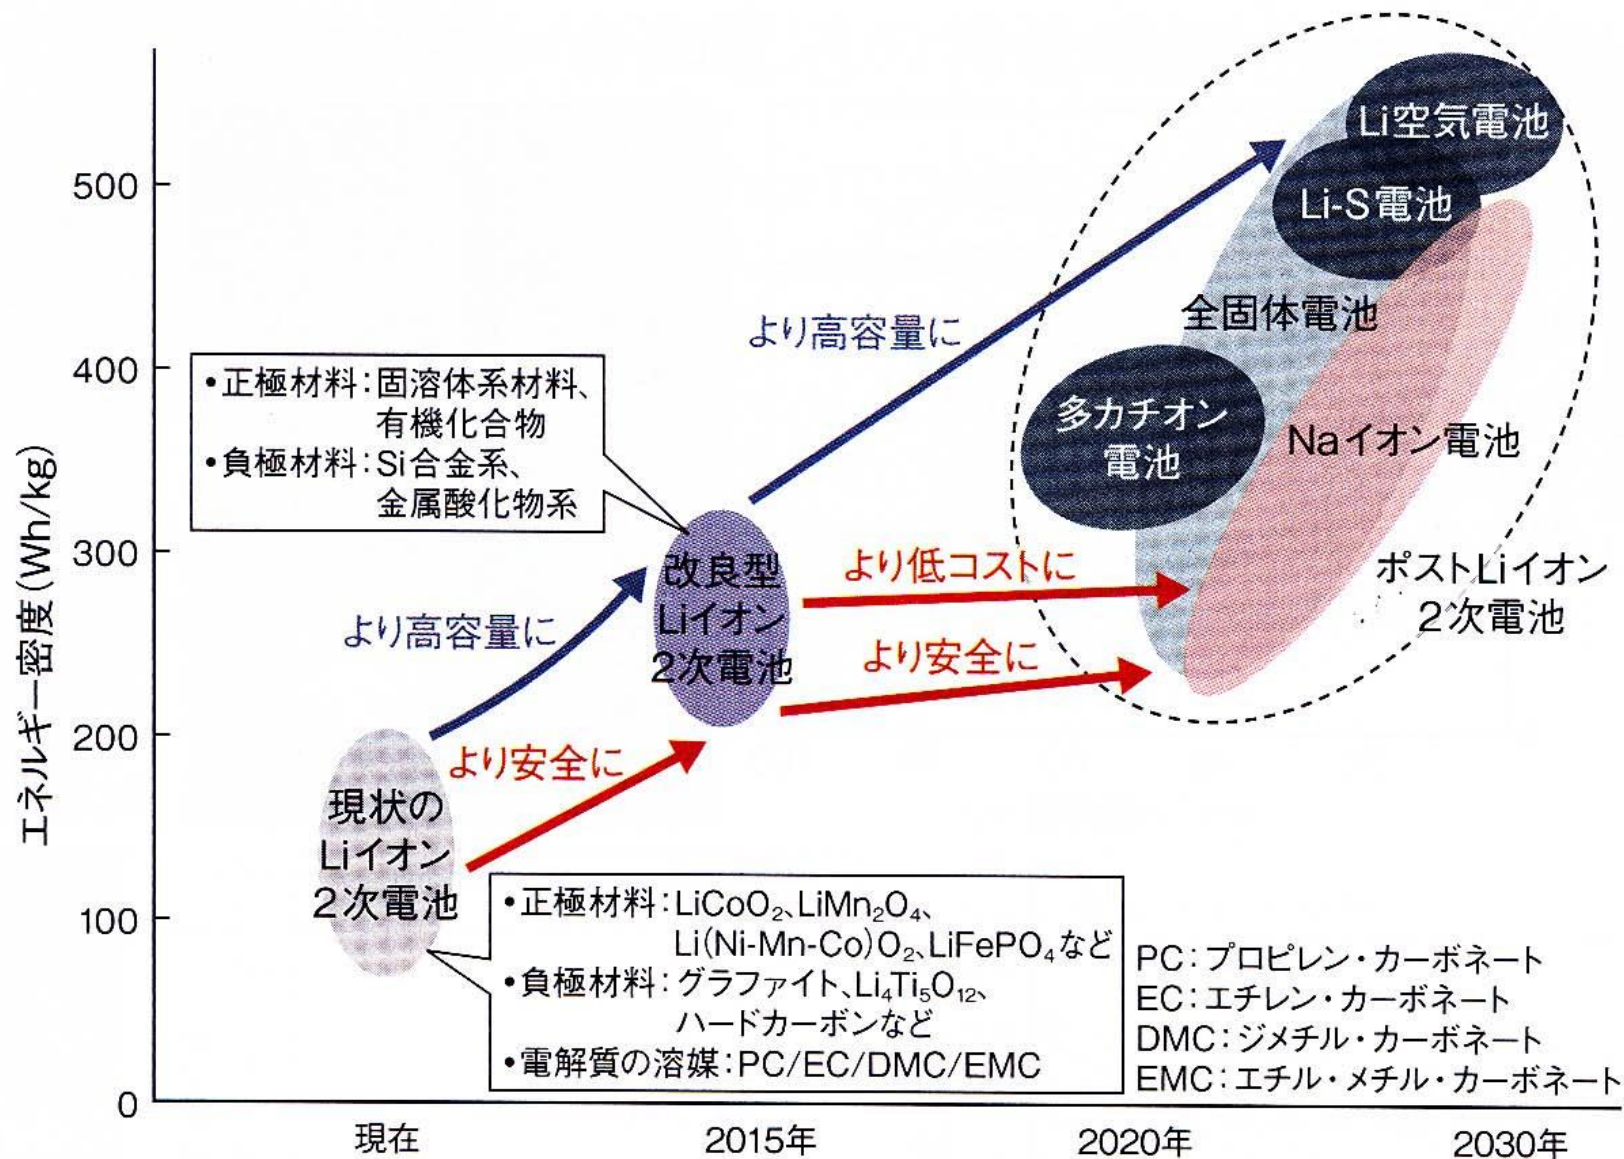 エネルギー密度(Wh/kg)
500
400
300
200
100
0
現在
2015年
2020年
2030年
Li空気電池
Li-S電池
全固体電池
多カチオン
電池
Naイオン電池
ポストLiイオン
2次電池
より高容量に
•正極材料:固溶体系材料、
有機化合物
•負極材料:Si合金系、
金属酸化物系
改良型
Liイオン
2次電池
より低コストに
より安全に
より高容量に
より安全に
現状の
Liイオン
2次電池
•正極材料:LiCoO₂、LiMn₂O₄、
Li(Ni-Mn-Co)O₂、LiFePO₄など
•負極材料:グラファイト、Li₄Ti₅O₁₂、
ハードカーボンなど
•電解質の溶媒:PC/EC/DMC/EMC
PC:プロピレン・カーボネート
EC:エチレン・カーボネート
DMC:ジメチル・カーボネート
EMC:エチル・メチル・カーボネート